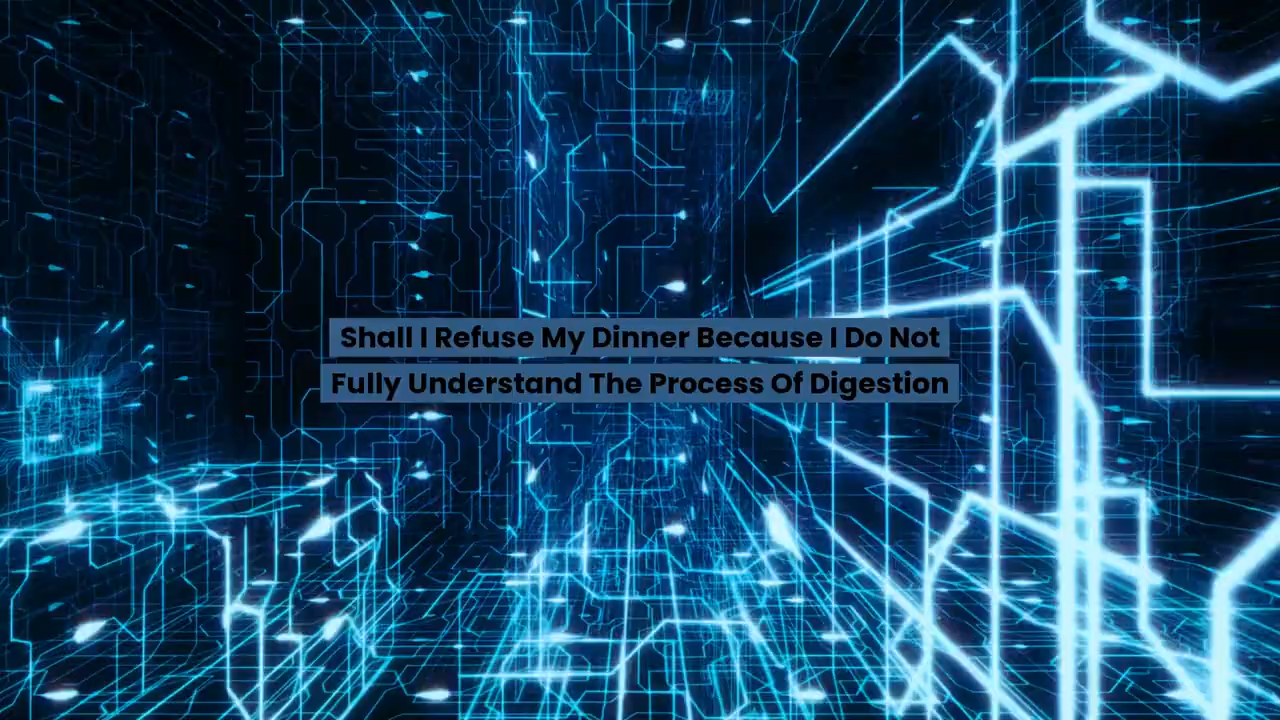 Shall I Refuse My Dinner Because I Do Not
Fully Understand The Process Of Digestion